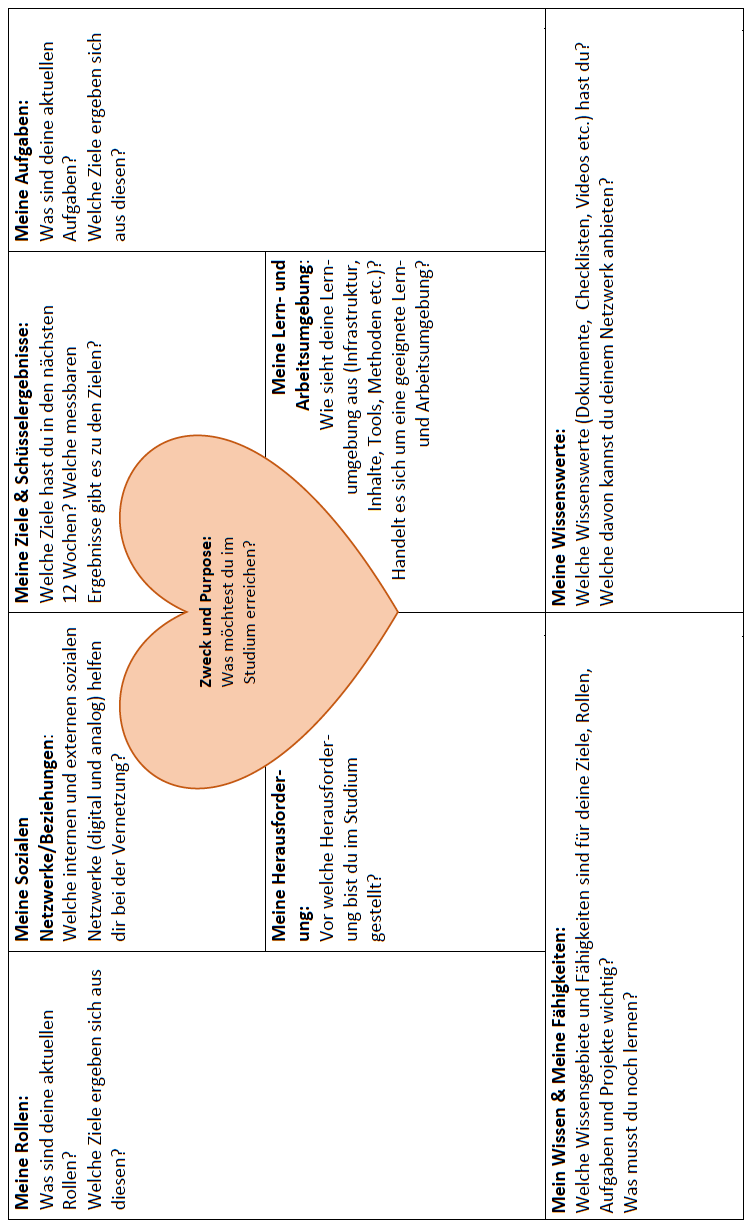 Meine Rollen:
Was sind deine aktuellen
Rollen?
Welche Ziele ergeben sich aus
diesen?
Meine Sozialen
Netzwerke/Beziehungen:
Welche internen und externen sozialen
Netzwerke (digital und analog) helfen
dir bei der Vernetzung?
Meine Ziele & Schüsselergebnisse:
Welche Ziele hast du in den nächsten
12 Wochen? Welche messbaren
Ergebnisse gibt es zu den Zielen?
Meine Aufgaben:
Was sind deine aktuellen
Aufgaben?
Welche Ziele ergeben sich
aus diesen?
Zweck und Purpose:
Was möchtest du im
Studium erreichen?
Meine Herausforder-
ung:
Vor welche Herausforder-
ung bist du im Studium
gestellt?
Meine Lern- und
Arbeitsumgebung:
Wie sieht deine Lern-
umgebung aus (Infrastruktur,
Inhalte, Tools, Methoden etc.)?
Handelt es sich um eine geeignete Lern-
und Arbeitsumgebung?
Mein Wissen & Meine Fähigkeiten:
Welche Wissensgebiete und Fähigkeiten sind für deine Ziele, Rollen,
Aufgaben und Projekte wichtig?
Was musst du noch lernen?
Meine Wissenswerte:
Welche Wissenswerte (Dokumente, Checklisten, Videos etc.) hast du?
Welche davon kannst du deinem Netzwerk anbieten?